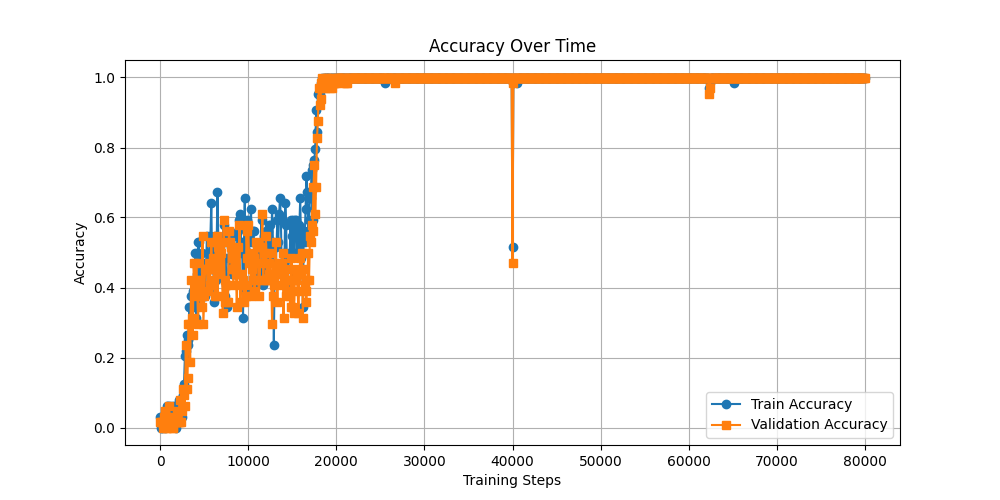 Accuracy Over Time
Accuracy
1.0
0.8
0.6
0.4
0.2
0.0
0 10000 20000 30000 40000 50000 60000 70000 80000
Training Steps
Train Accuracy
Validation Accuracy